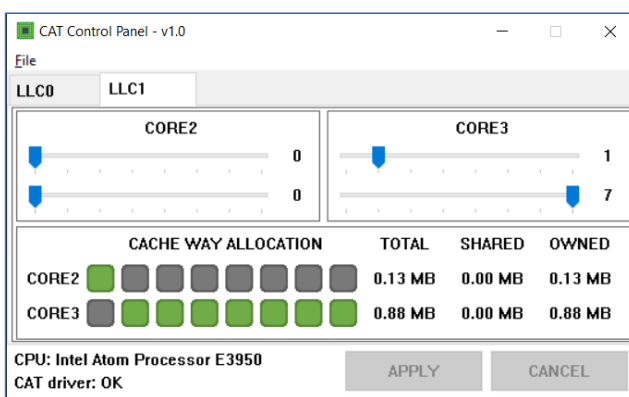 CAT Control Panel - v1.0
File
LLC0 LLC1
CORE2 CORE3
0 1
0 7
CACHE WAY ALLOCATION TOTAL SHARED OWNED
CORE2 0.13 MB 0.00 MB 0.13 MB
CORE3 0.88 MB 0.00 MB 0.88 MB
CPU: Intel Atom Processor E3950
CAT driver: OK
APPLY CANCEL